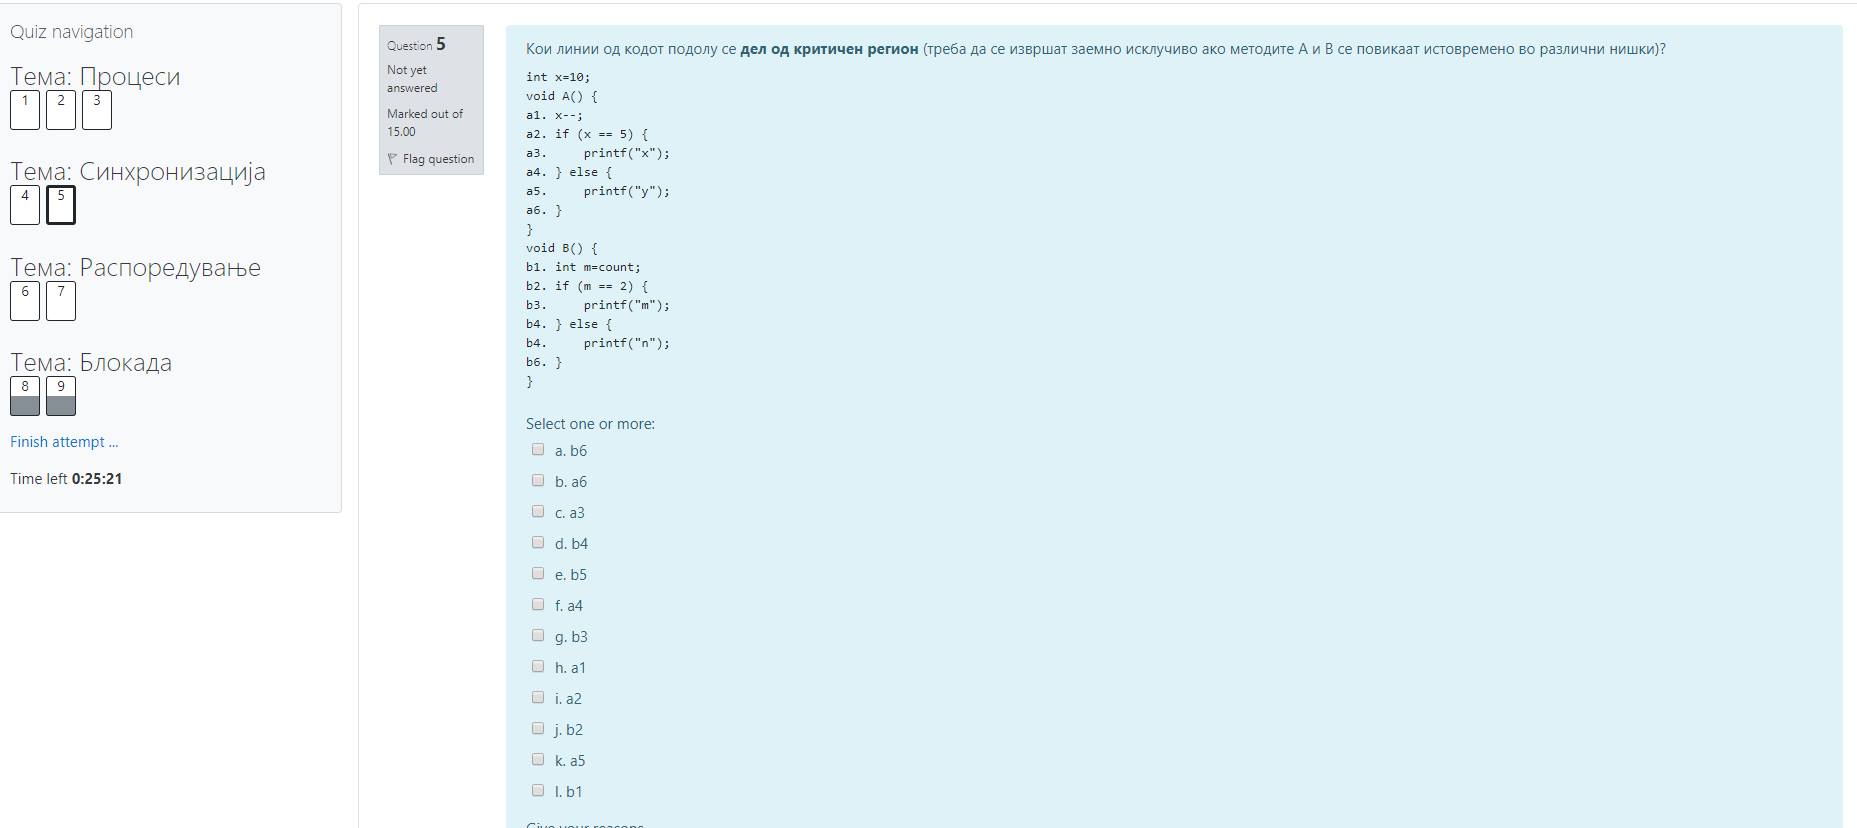 Quiz navigation
Тема: Процеси
1 2 3
Тема: Синхронизација
4 5
Тема: Распоредување
6 7
Тема: Блокада
8 9
Finish attempt ...
Time left 0:25:21
Question 5
Not yet
answered
Marked out of
15.00
Flag question
Кои линии од кодот подолу се дел од критичен регион (треба да се извршат заемно исклучиво ако методите A и B се повикаат истовремено во различни нишки)?
int x=10;
void A() {
a1. x--;
a2. if (x == 5) {
a3.     printf("x");
a4. } else {
a5.     printf("y");
a6. }
}
void B() {
b1. int m=count;
b2. if (m == 2) {
b3.     printf("m");
b4. } else {
b4.     printf("n");
b6. }
}
Select one or more:
a. b6
b. a6
c. a3
d. b4
e. b5
f. a4
g. b3
h. a1
i. a2
j. b2
k. a5
l. b1
Give your reasons